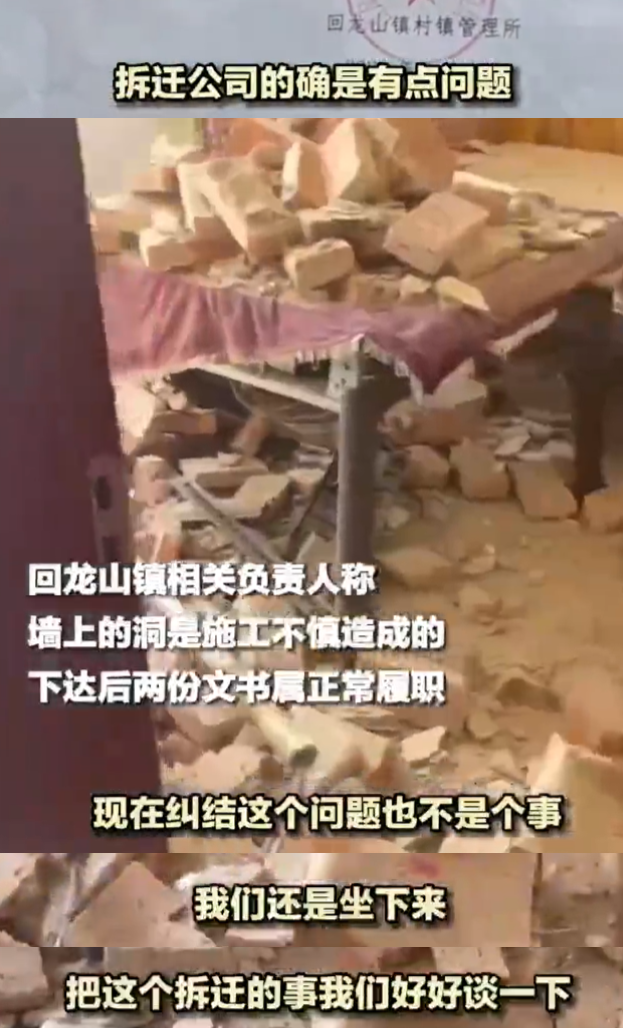 回龙山镇村镇管理所
拆迁公司的确是有点问题
回龙山镇相关负责人称
墙上的洞是施工不慎造成的
下达后两份文书属正常履职
现在纠结这个问题也不是个事
我们还是坐下来
把这个拆迁的事我们好好谈一下